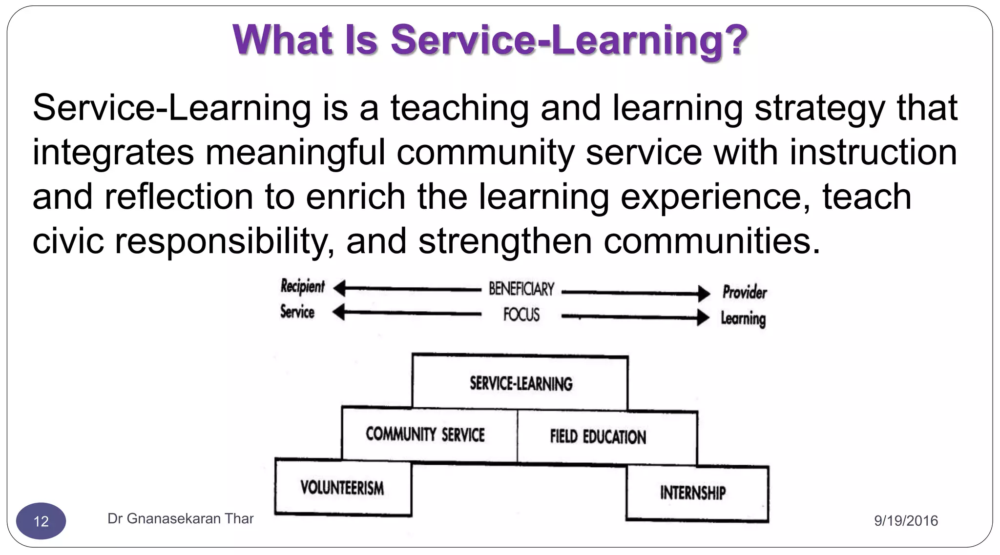 What Is Service-Learning?
Service-Learning is a teaching and learning strategy that
integrates meaningful community service with instruction
and reflection to enrich the learning experience, teach
civic responsibility, and strengthen communities.
Recipient BENEFICIARY Provider
Service FOCUS Learning
SERVICE-LEARNING
COMMUNITY SERVICE FIELD EDUCATION
VOLUNTEERISM INTERNSHIP
12 Dr Gnanasekaran Thar 9/19/2016